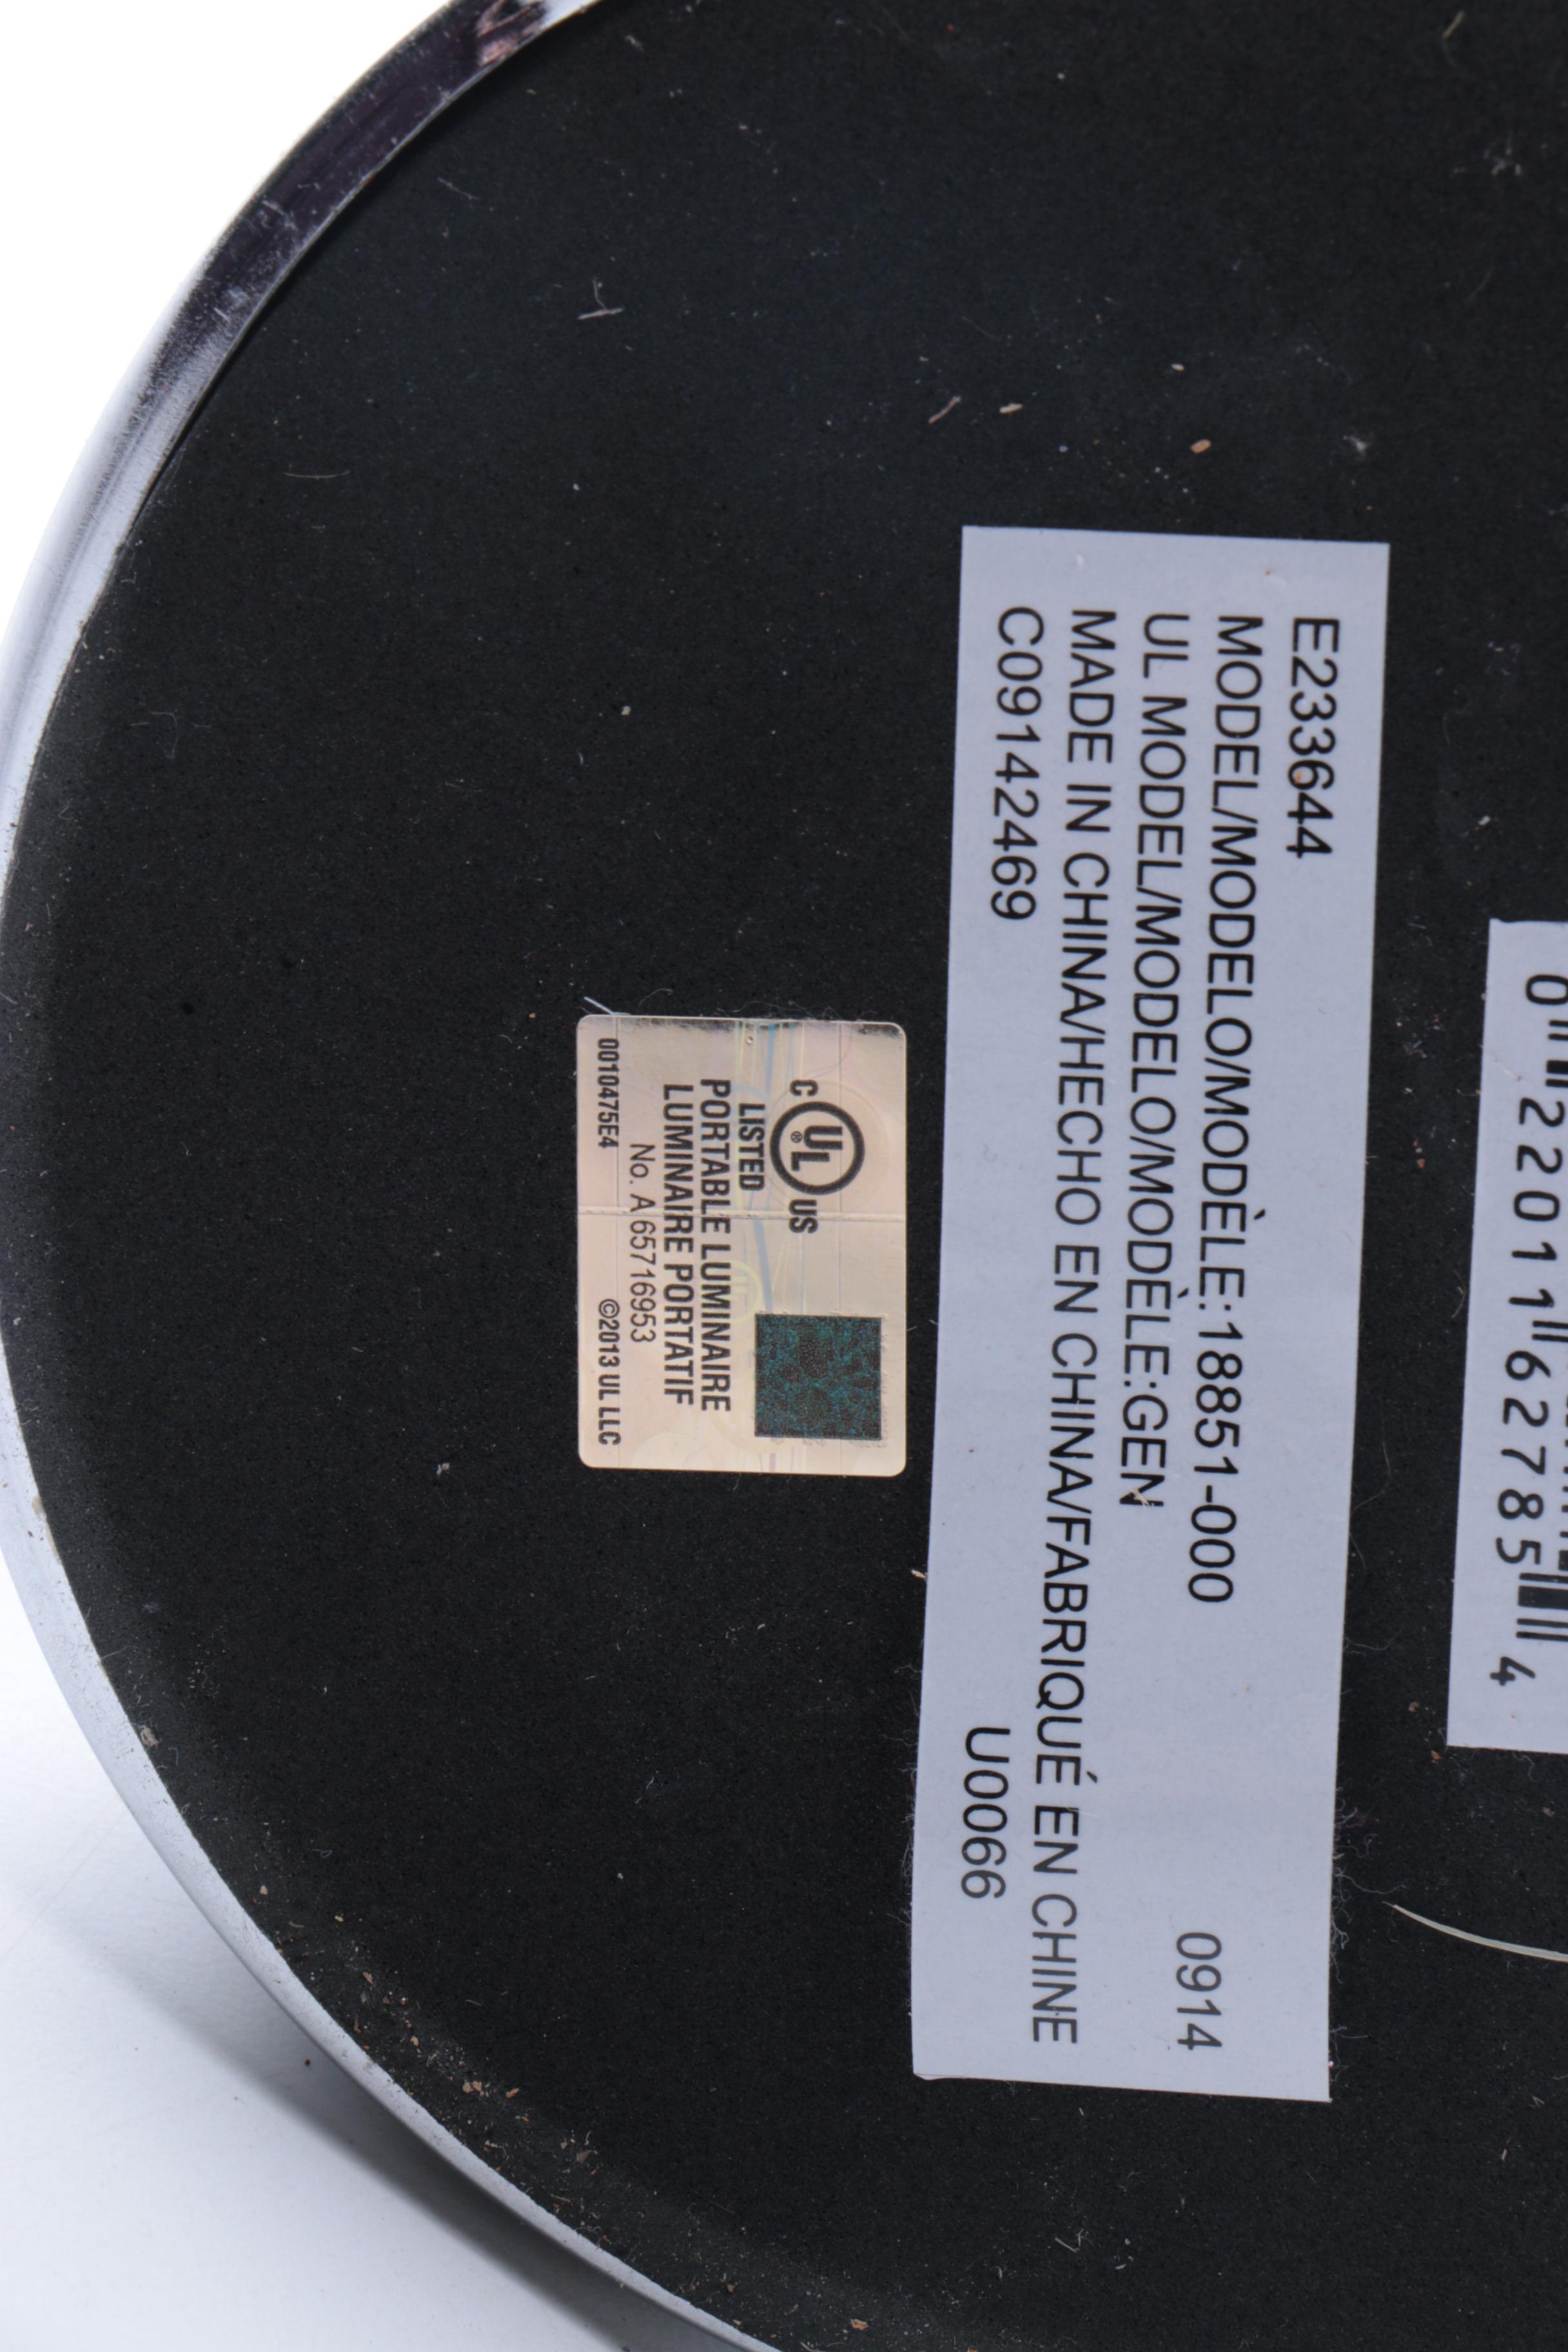 E233644
MODEL/MODELO/MODÈLE:18851-000 0914
UL MODEL/MODELO/MODÈLE:GEN
MADE IN CHINA/HECHO EN CHINA/FABRIQUÉ EN CHINE
C09142469 U0066
C UL® US
LISTED
PORTABLE LUMINAIRE
LUMINAIRE PORTATIF
No. A 65716953
0010475E4 ©2013 UL LLC
0 22011 62785 4